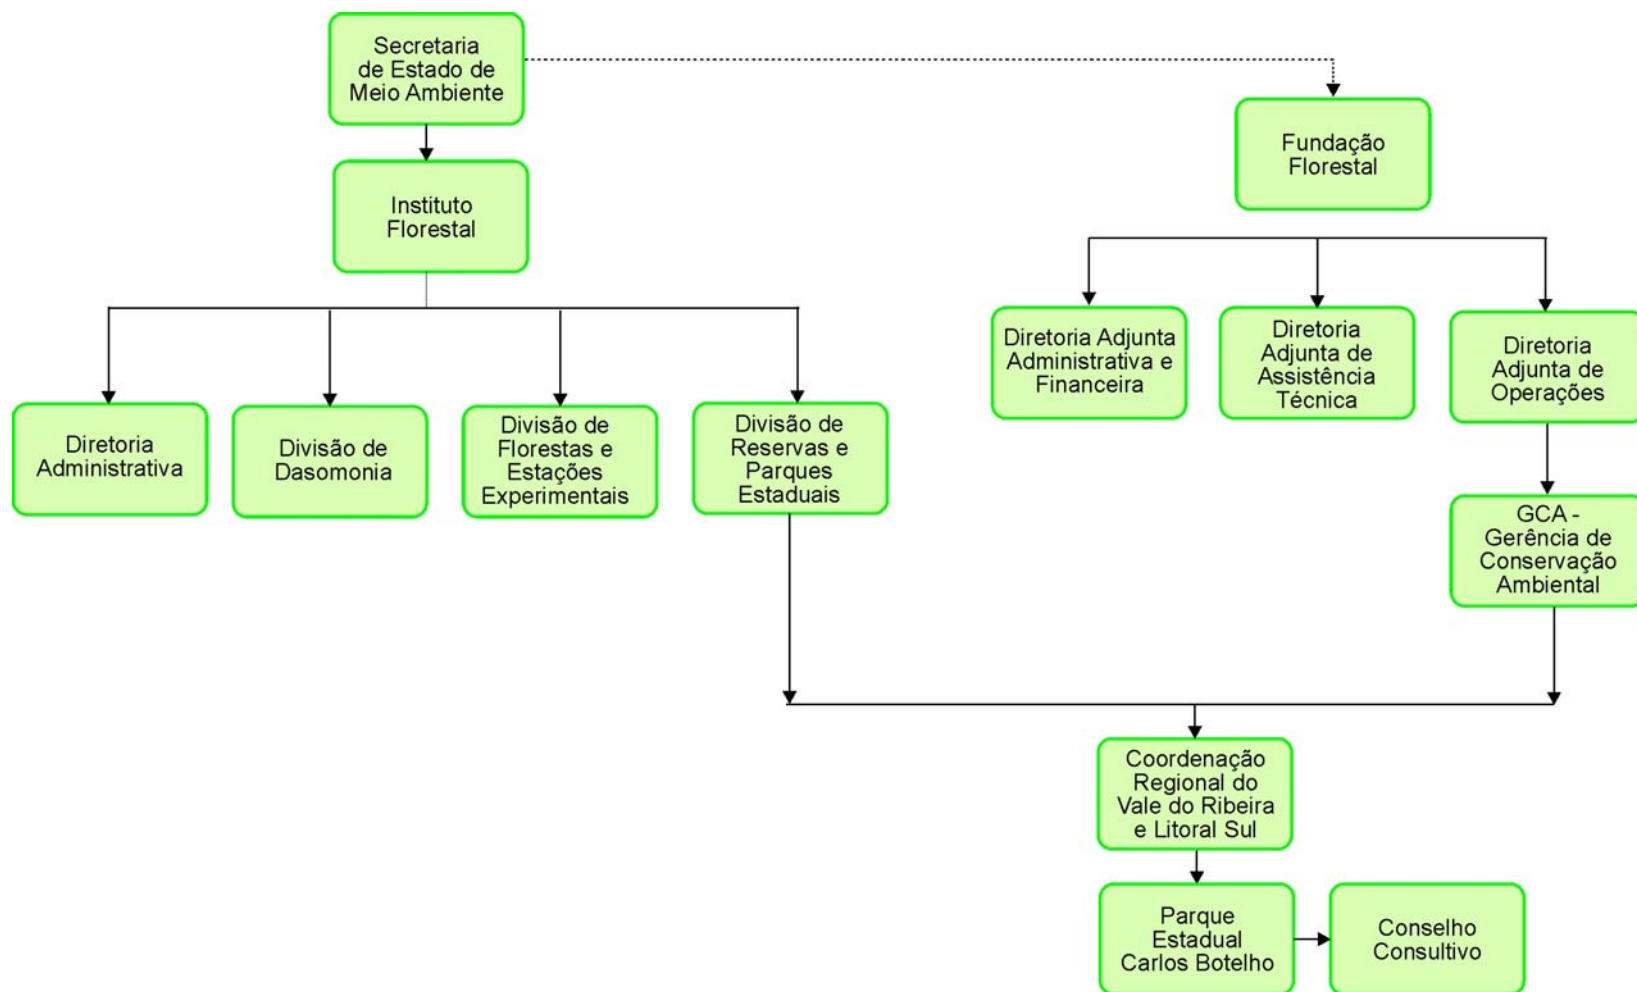 Secretaria
de Estado de
Meio Ambiente
Fundação
Florestal
Instituto
Florestal
Diretoria Adjunta
Administrativa e
Financeira
Diretoria
Adjunta de
Assistência
Técnica
Diretoria
Adjunta de
Operações
Diretoria
Administrativa
Divisão de
Dasomonia
Divisão de
Florestas e
Estações
Experimentais
Divisão de
Reservas e
Parques
Estaduais
GCA -
Gerência de
Conservação
Ambiental
Coordenação
Regional do
Vale do Ribeira
e Litoral Sul
Parque
Estadual
Carlos Botelho
Conselho
Consultivo